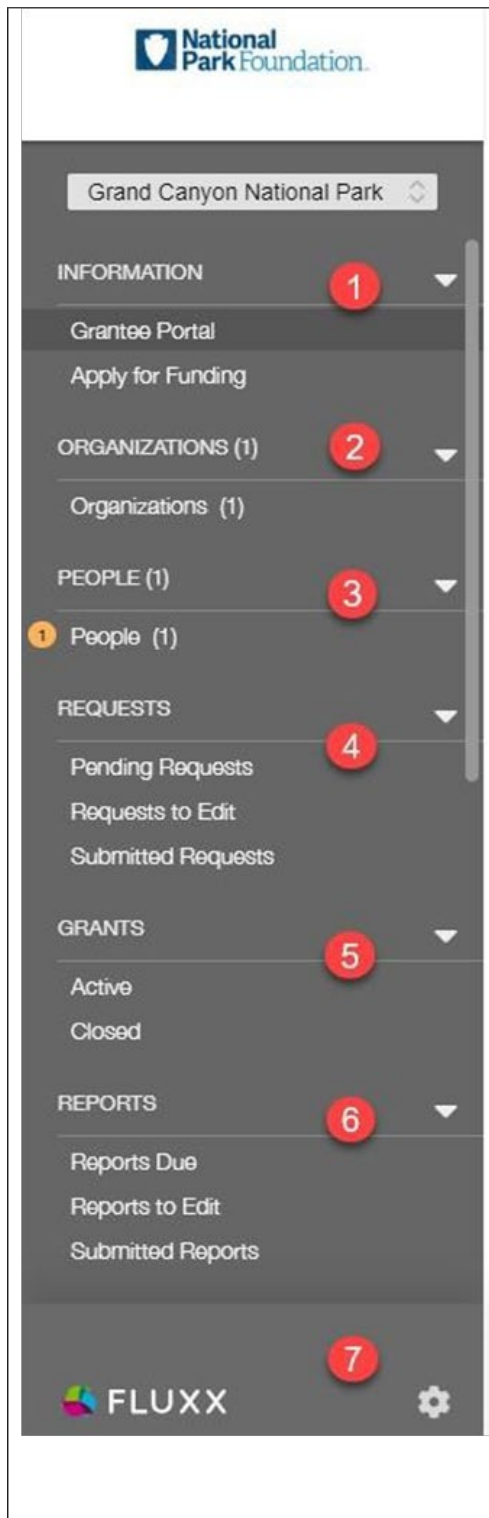 National
Park Foundation.
Grand Canyon National Park
INFORMATION 1
Grantee Portal
Apply for Funding
ORGANIZATIONS (1) 2
Organizations (1)
PEOPLE (1) 3
1 People (1)
REQUESTS 4
Pending Requests
Requests to Edit
Submitted Requests
GRANTS 5
Active
Closed
REPORTS 6
Reports Due
Reports to Edit
Submitted Reports
7
FLUXX